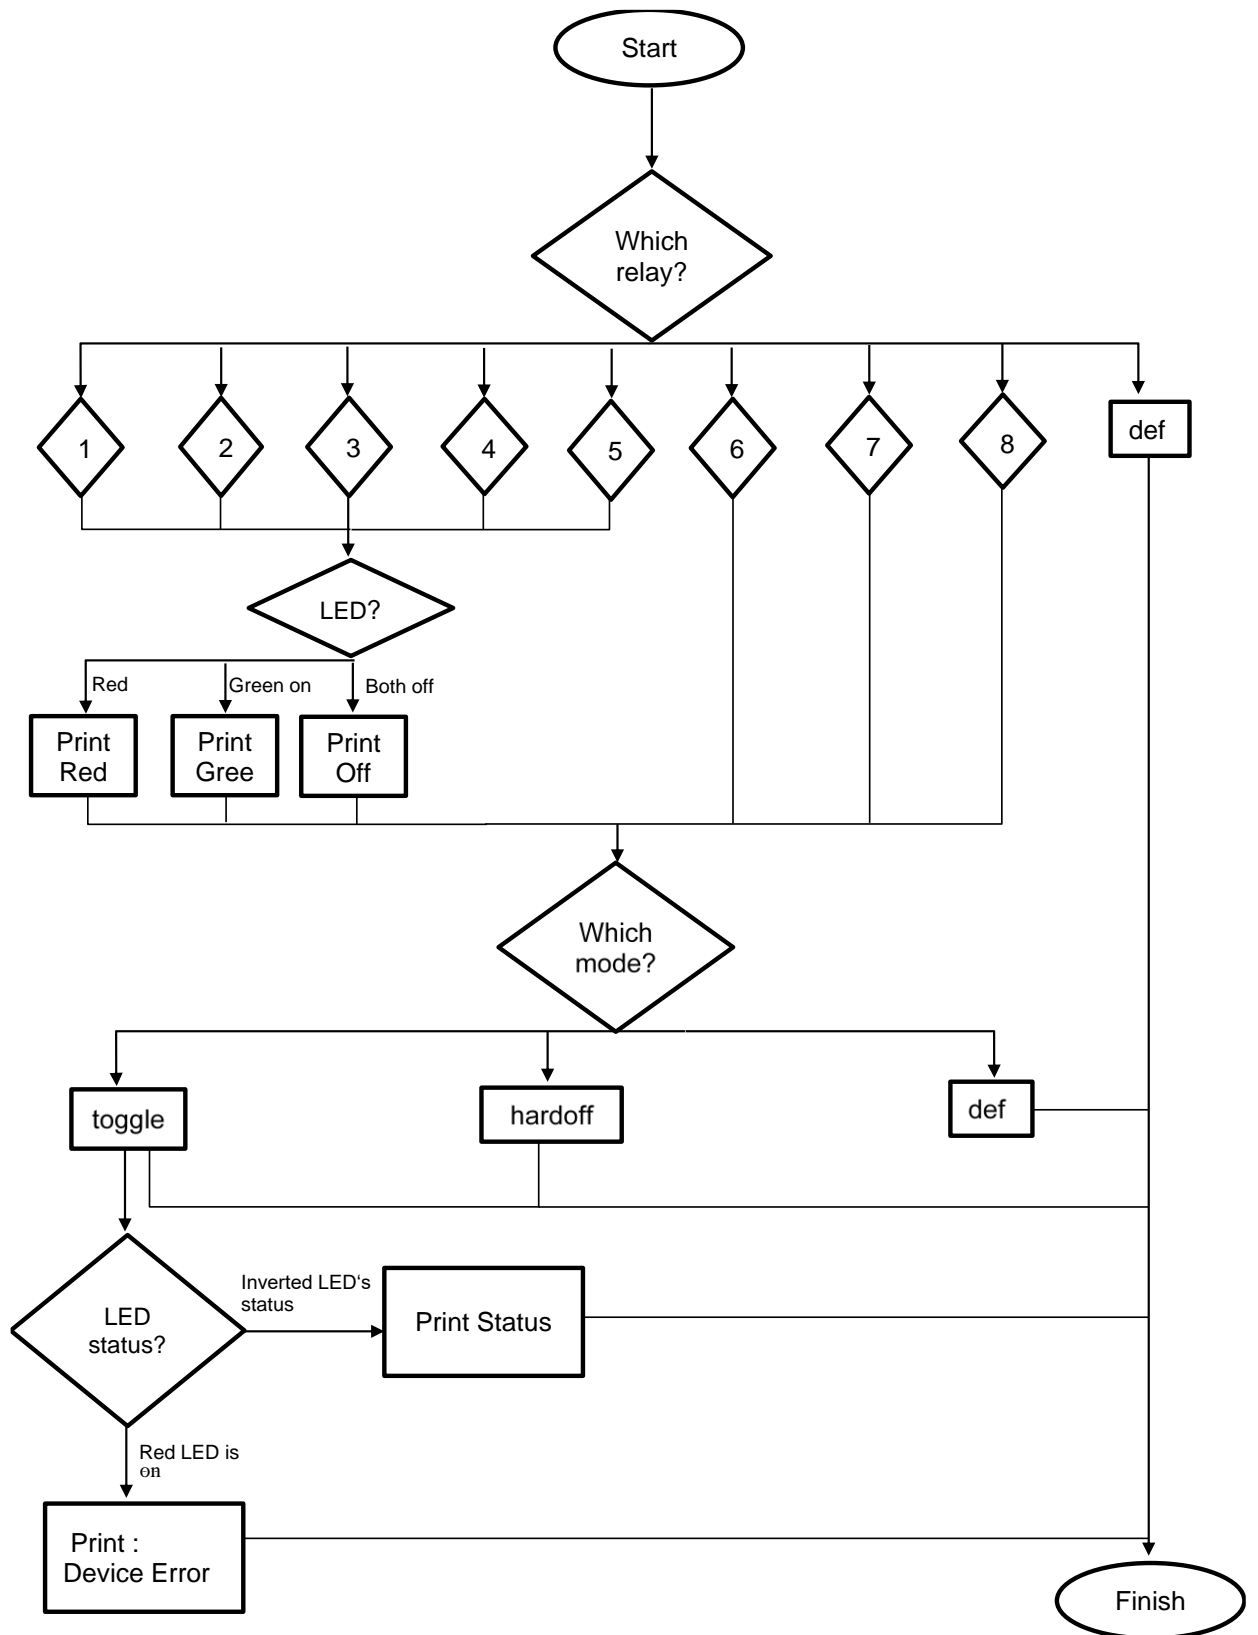 Start
Which
relay?
1
2
3
4
5
6
7
8
def
LED?
Red
Green on
Both off
Print
Red
Print
Gree
Print
Off
Which
mode?
toggle
hardoff
def
LED
status?
Inverted LED‘s
status
Print Status
Red LED is
on
Print :
Device Error
Finish